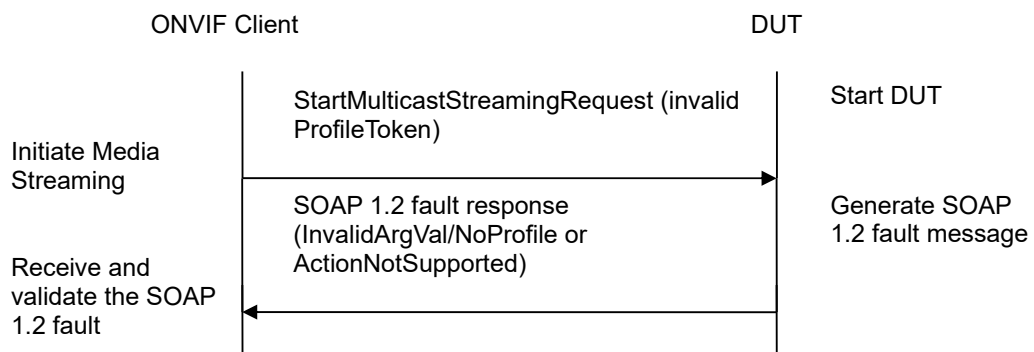 ONVIF Client
DUT
StartMulticastStreamingRequest (invalid
ProfileToken)
Start DUT
Initiate Media
Streaming
SOAP 1.2 fault response
(InvalidArgVal/NoProfile or
ActionNotSupported)
Generate SOAP
1.2 fault message
Receive and
validate the SOAP
1.2 fault